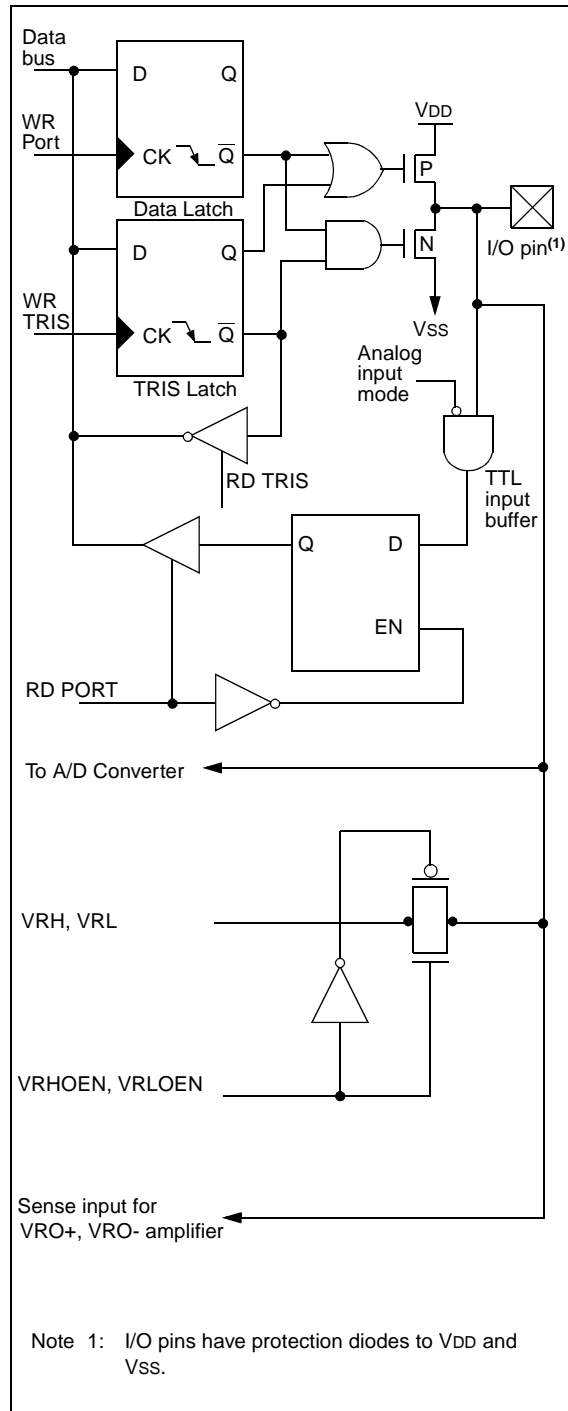 Data
bus
D Q
VDD
WR
Port
CK Q
P
Data Latch
I/O pin(1)
D Q
N
WR
TRIS
CK Q
VSS
TRIS Latch
Analog
input
mode
RD TRIS
TTL
input
buffer
Q D
EN
RD PORT
To A/D Converter
VRH, VRL
VRHOEN, VRLOEN
Sense input for
VRO+, VRO- amplifier
Note 1: I/O pins have protection diodes to VDD and
VSS.